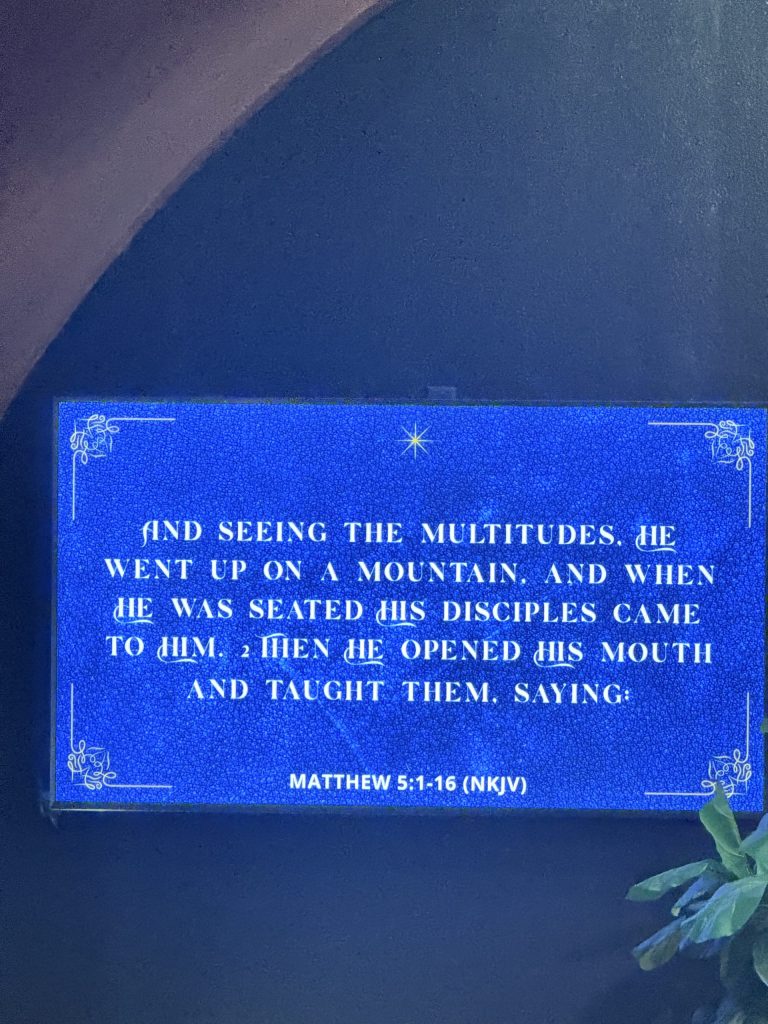 AND SEEING THE MULTITUDES, HE
WENT UP ON A MOUNTAIN, AND WHEN
HE WAS SEATED HIS DISCIPLES CAME
TO HIM. 2 THEN HE OPENED HIS MOUTH
AND TAUGHT THEM, SAYING:
MATTHEW 5:1-16 (NKJV)